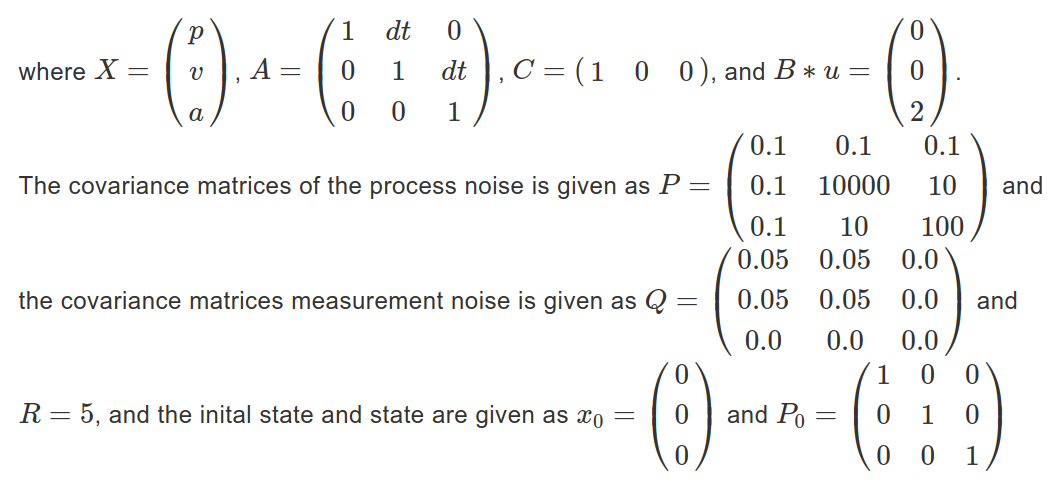 where $X = \begin{pmatrix} p \\ v \\ a \end{pmatrix}$, $A = \begin{pmatrix} 1 & dt & 0 \\ 0 & 1 & dt \\ 0 & 0 & 1 \end{pmatrix}$, $C = (1 \quad 0 \quad 0)$, and $B * u = \begin{pmatrix} 0 \\ 0 \\ 2 \end{pmatrix}$.
The covariance matrices of the process noise is given as $P = \begin{pmatrix} 0.1 & 0.1 & 0.1 \\ 0.1 & 10000 & 10 \\ 0.1 & 10 & 100 \end{pmatrix}$ and
the covariance matrices measurement noise is given as $Q = \begin{pmatrix} 0.05 & 0.05 & 0.0 \\ 0.05 & 0.05 & 0.0 \\ 0.0 & 0.0 & 0.0 \end{pmatrix}$ and
$R = 5$, and the inital state and state are given as $x_0 = \begin{pmatrix} 0 \\ 0 \\ 0 \end{pmatrix}$ and $P_0 = \begin{pmatrix} 1 & 0 & 0 \\ 0 & 1 & 0 \\ 0 & 0 & 1 \end{pmatrix}$